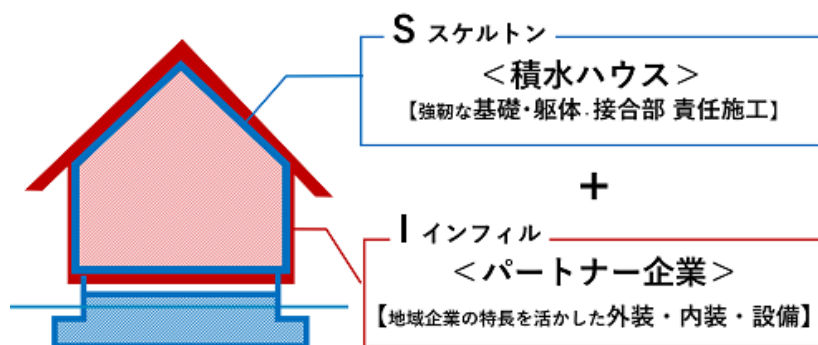 S スケルトン
＜積水ハウス＞
【強靭な基礎・躯体・接合部 責任施工】
＋
I インフィル
＜パートナー企業＞
【地域企業の特長を活かした外装・内装・設備】